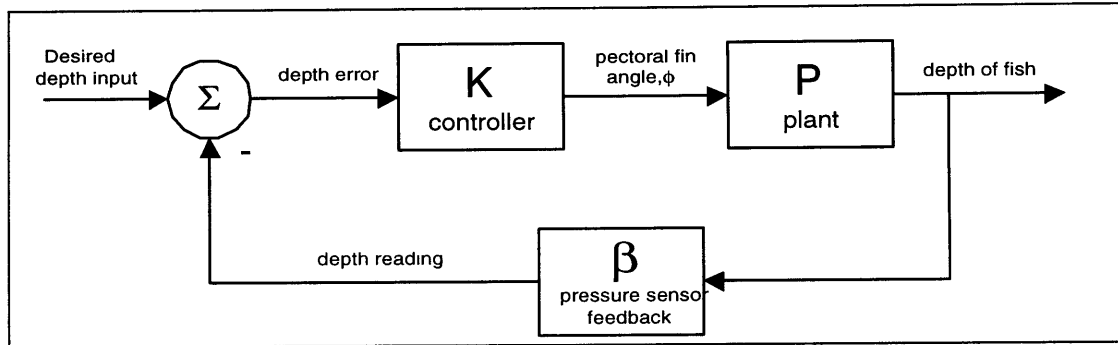 Desired
depth input
Σ
depth error
K
controller
pectoral fin
angle,ϕ
P
plant
depth of fish
-
depth reading
β
pressure sensor
feedback